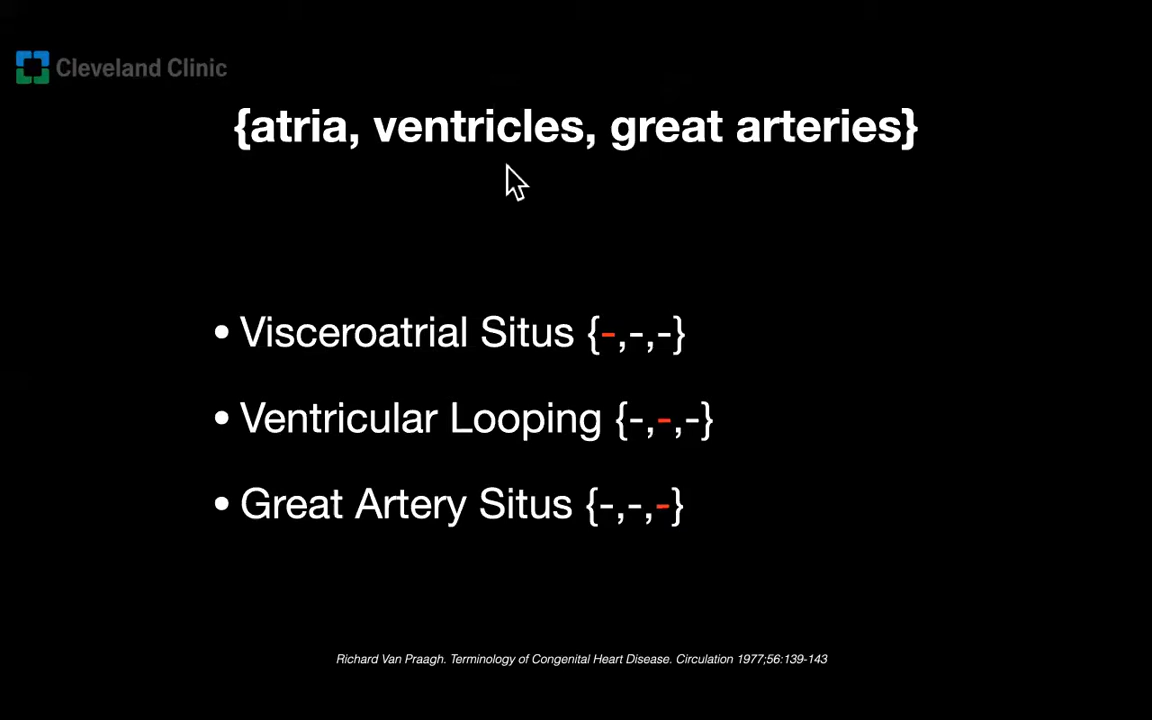 Cleveland Clinic
{atria, ventricles, great arteries}
• Visceroatrial Situs {-,-,-}
• Ventricular Looping {-,-,-}
• Great Artery Situs {-,-,-}
Richard Van Praagh. Terminology of Congenital Heart Disease. Circulation 1977;56:139-143